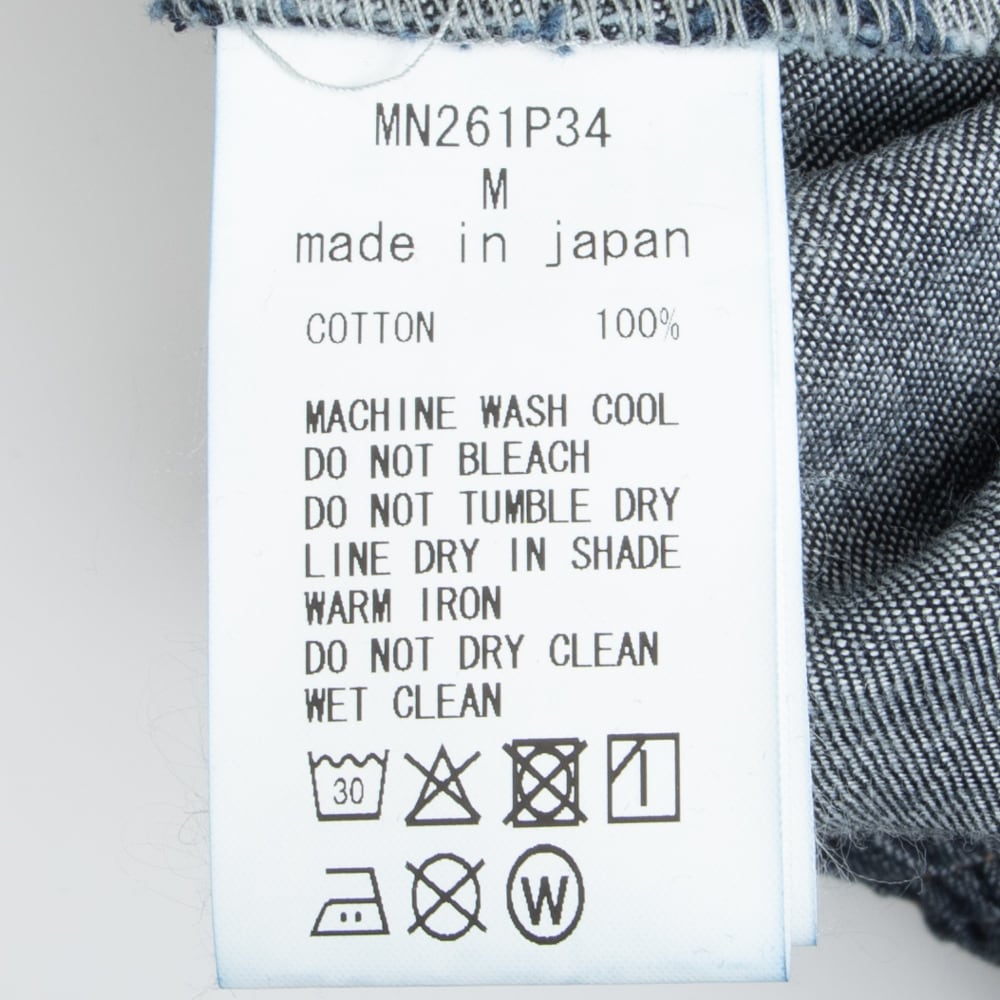 MN261P34
M
made in japan
COTTON 100%
MACHINE WASH COOL
DO NOT BLEACH
DO NOT TUMBLE DRY
LINE DRY IN SHADE
WARM IRON
DO NOT DRY CLEAN
WET CLEAN
30
W